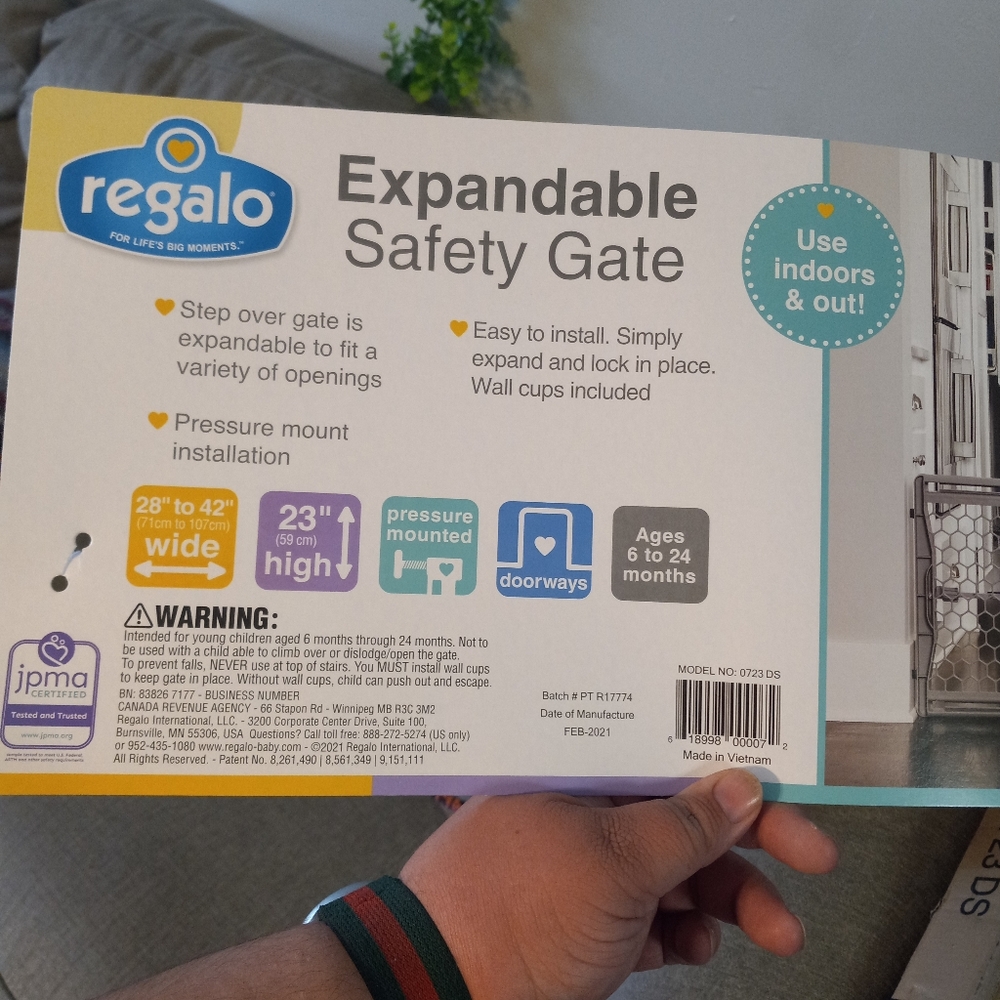 regalo®
FOR LIFE'S BIG MOMENTS.™
Expandable
Safety Gate
Use
indoors
& out!
Step over gate is
expandable to fit a
variety of openings
Pressure mount
installation
Easy to install. Simply
expand and lock in place.
Wall cups included
28" to 42"
(71cm to 107cm)
wide
23"
(59 cm)
high
pressure
mounted
doorways
Ages
6 to 24
months
WARNING:
Intended for young children aged 6 months through 24 months. Not to
be used with a child able to climb over or dislodge/open the gate.
To prevent falls, NEVER use at top of stairs. You MUST install wall cups
to keep gate in place. Without wall cups, child can push out and escape.
BN: 83826 7177 - BUSINESS NUMBER
CANADA REVENUE AGENCY - 66 Stapon Rd - Winnipeg MB R3C 3M2
Regalo International, LLC. - 3200 Corporate Center Drive, Suite 100,
Burnsville, MN 55306, USA Questions? Call toll free: 888-272-5274 (US only)
or 952-435-1080 www.regalo-baby.com - ©2021 Regalo International, LLC.
All Rights Reserved. - Patent No. 8,261,490 | 8,561,349 | 9,151,111
jpma
CERTIFIED
Tested and Trusted
www.jpma.org
Batch # PT R17774
Date of Manufacture
FEB-2021
MODEL NO: 0723 DS
6 18998 00007 2
Made in Vietnam
23 DS